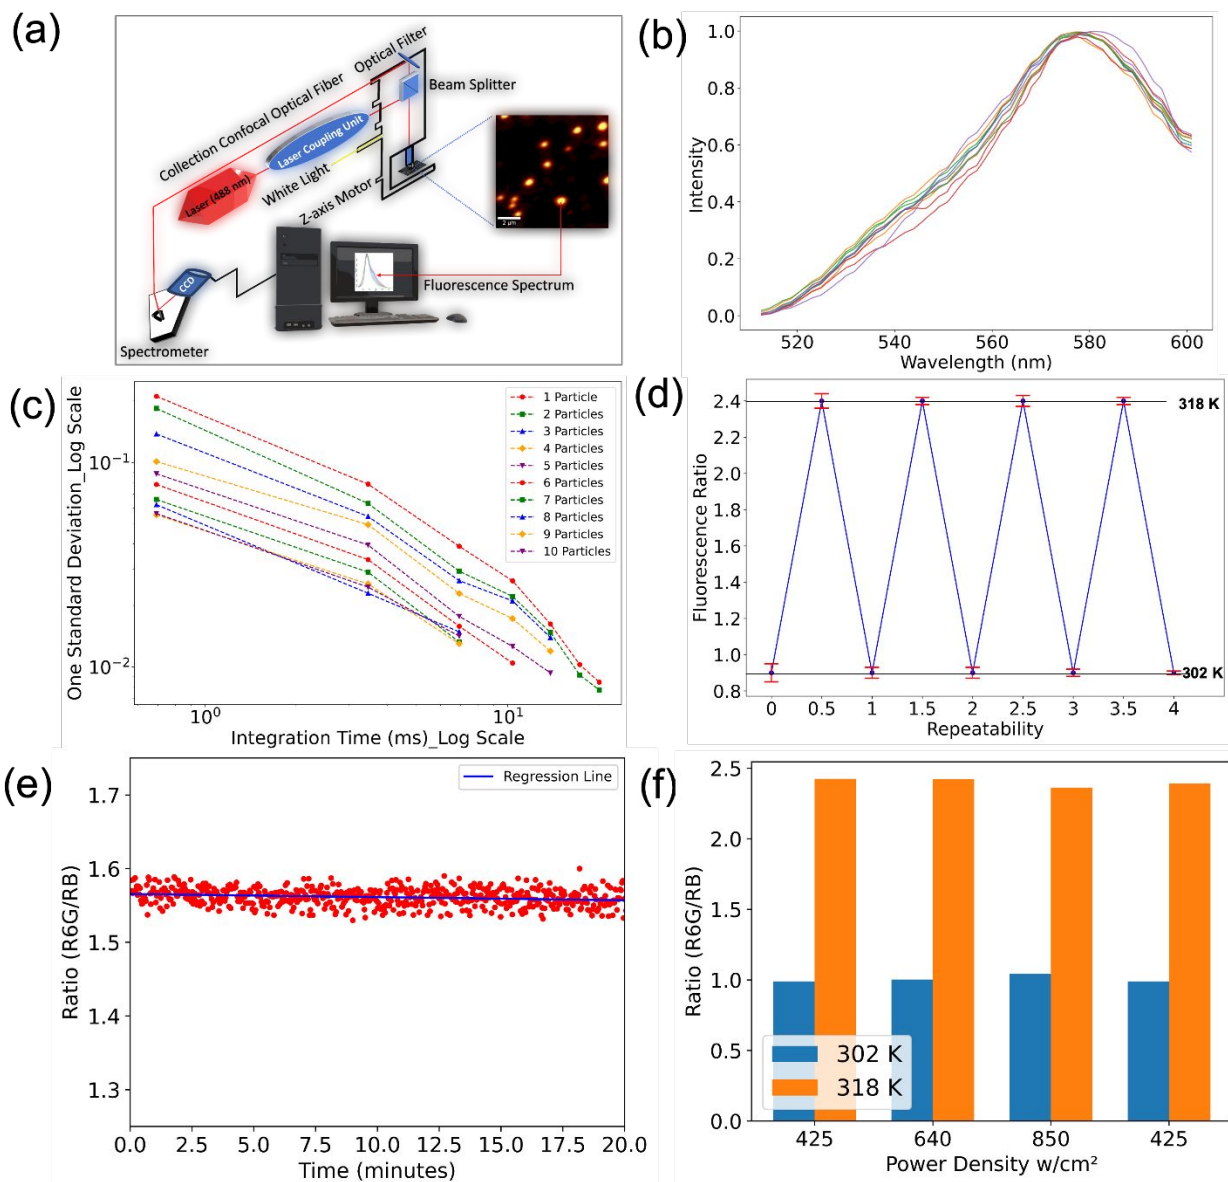 (a)
Optical Filter
Collection Confocal Optical Fiber
Beam Splitter
Laser Coupling Unit
White Light
Laser (488 nm)
Z-axis Motor
2 μm
CCD
Fluorescence Spectrum
Spectrometer
(b)
1.0
0.8
0.6
0.4
0.2
0.0
Intensity
520 540 560 580 600
Wavelength (nm)
(c)
One Standard Deviation_Log Scale
10⁻¹
10⁻²
1 Particle
2 Particles
3 Particles
4 Particles
5 Particles
6 Particles
7 Particles
8 Particles
9 Particles
10 Particles
10⁰ 10¹
Integration Time (ms)_Log Scale
(d)
Fluorescence Ratio
2.4
2.2
2.0
1.8
1.6
1.4
1.2
1.0
0.8
318 K
302 K
0 0.5 1 1.5 2 2.5 3 3.5 4
Repeatability
(e)
Regression Line
Ratio (R6G/RB)
1.7
1.6
1.5
1.4
1.3
0.0 2.5 5.0 7.5 10.0 12.5 15.0 17.5 20.0
Time (minutes)
(f)
Ratio (R6G/RB)
2.5
2.0
1.5
1.0
0.5
0.0
302 K
318 K
425 640 850 425
Power Density w/cm²